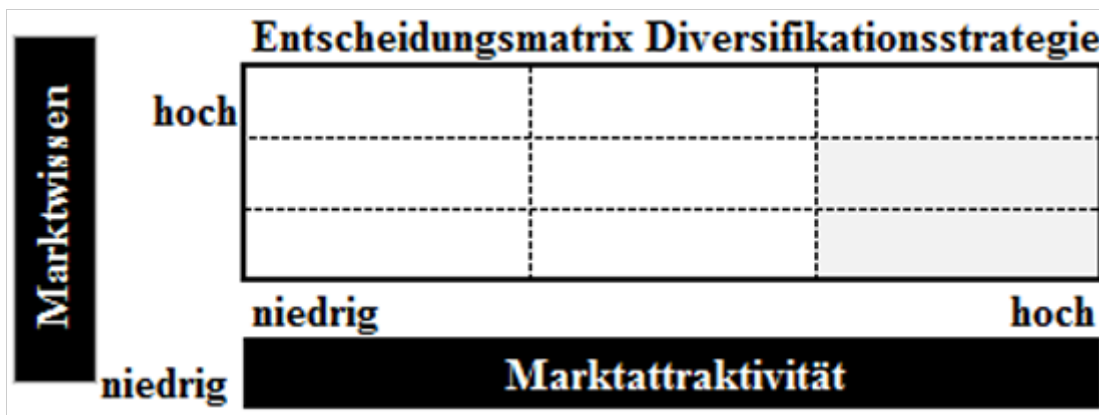 Entscheidungsmatrix Diversifikationsstrategie
Marktwissen
hoch
niedrig
hoch
niedrig
Marktattraktivität